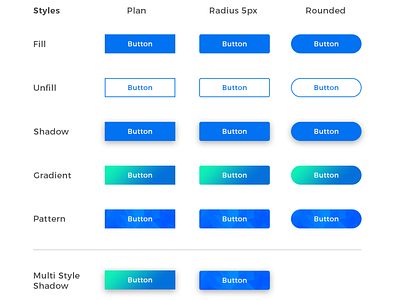 Styles Plan Radius 5px Rounded
Fill Button Button Button
Unfill Button Button Button
Shadow Button Button Button
Gradient Button Button Button
Pattern Button Button Button
Multi Style
Shadow Button Button